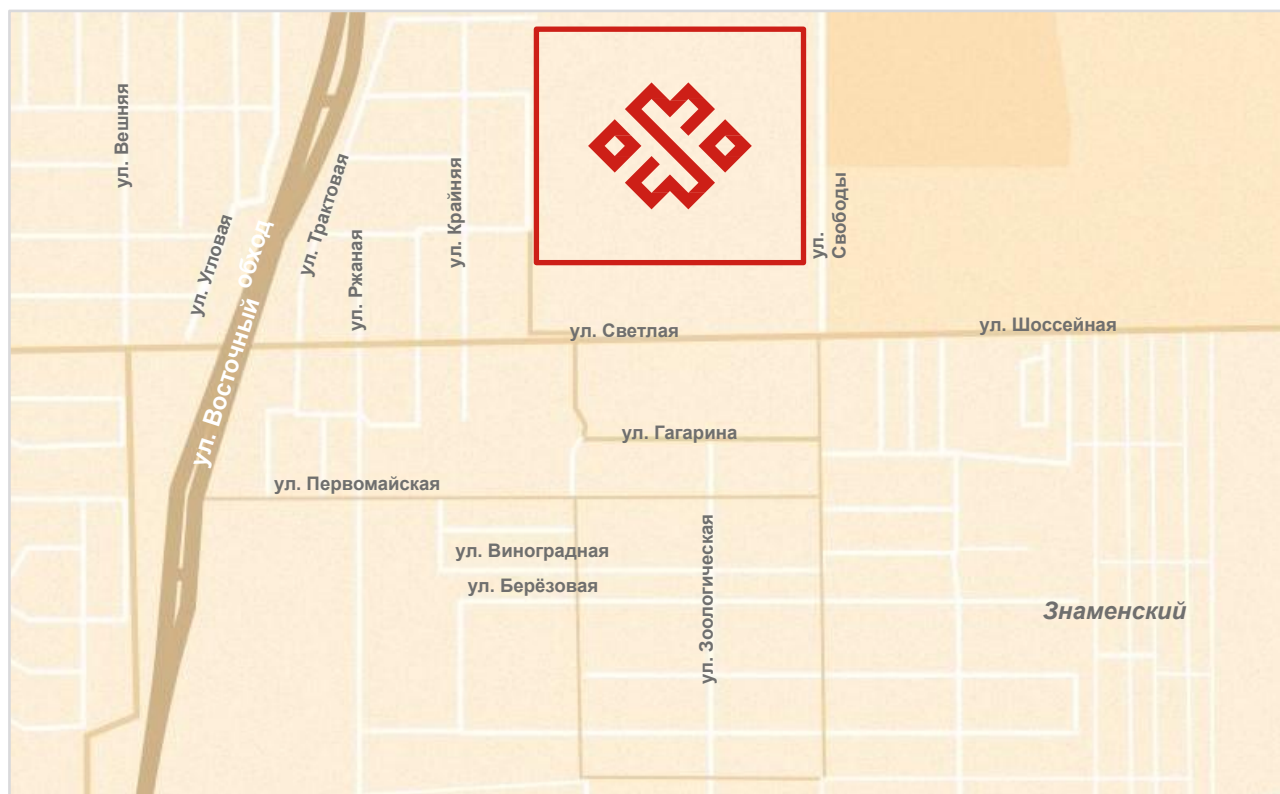 ул. Вешняя
ул. Угловая
ул. Восточный обход
ул. Трактовая
ул. Ржаная
ул. Крайняя
ул.
Свободы
ул. Светлая
ул. Шоссейная
ул. Гагарина
ул. Первомайская
ул. Виноградная
ул. Берёзовая
ул. Зоологическая
Знаменский